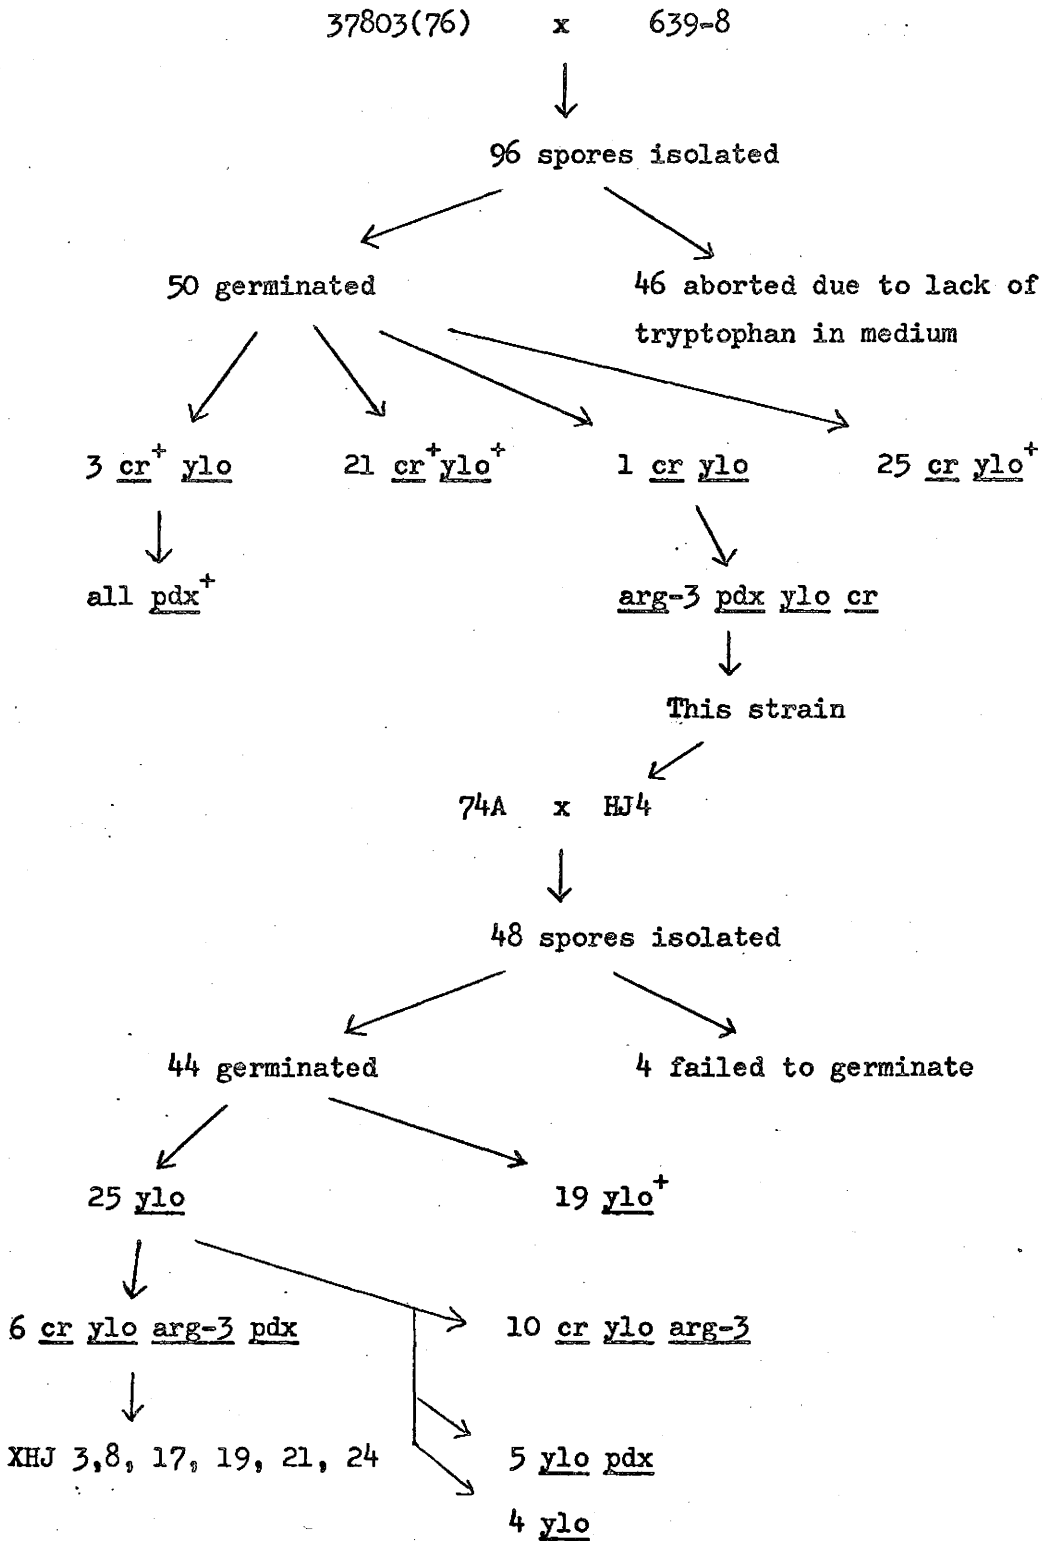 37803(76) x 639-8
96 spores isolated
50 germinated
46 aborted due to lack of
tryptophan in medium
3 cr+ ylo
21 cr+ylo+
1 cr ylo
25 cr ylo+
all pdx+
arg-3 pdx ylo cr
This strain
74A x HJ4
48 spores isolated
44 germinated
4 failed to germinate
25 ylo
19 ylo+
6 cr ylo arg-3 pdx
10 cr ylo arg-3
XHJ 3,8, 17, 19, 21, 24
5 ylo pdx
4 ylo